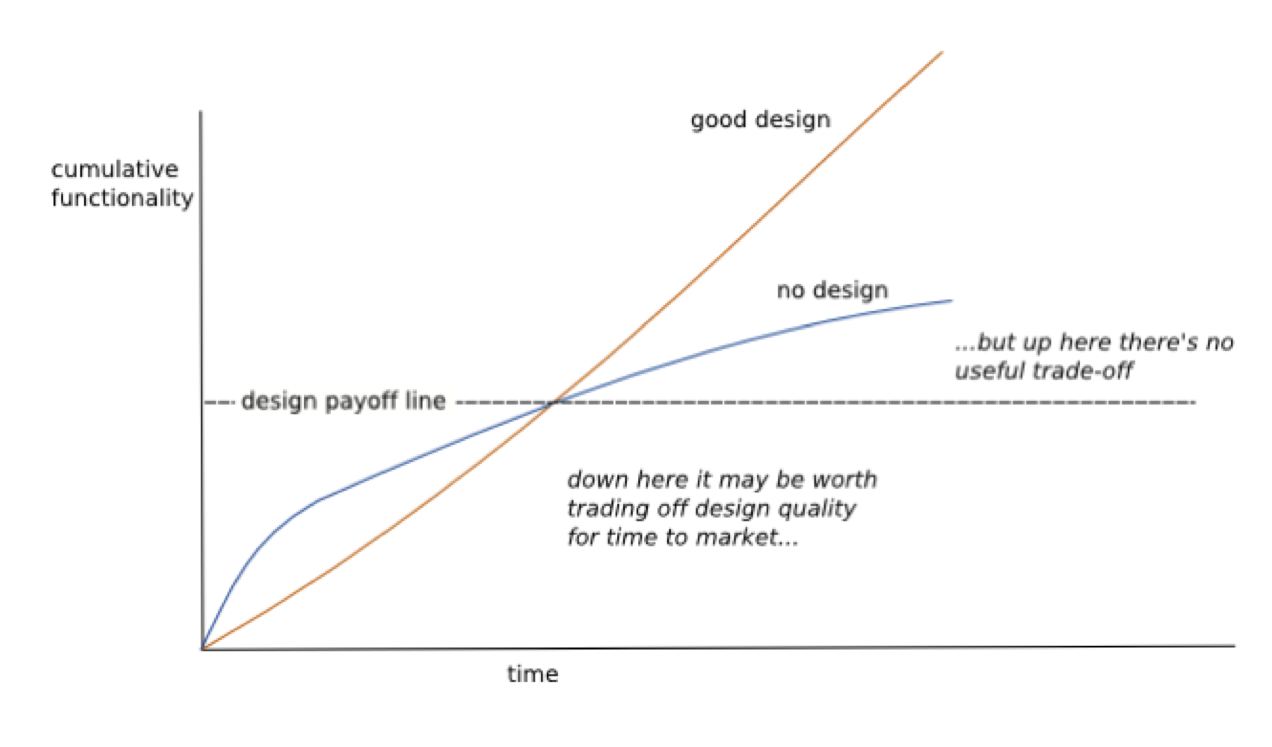 good design
cumulative
functionality
no design
...but up here there's no
useful trade-off
design payoff line
down here it may be worth
trading off design quality
for time to market...
time